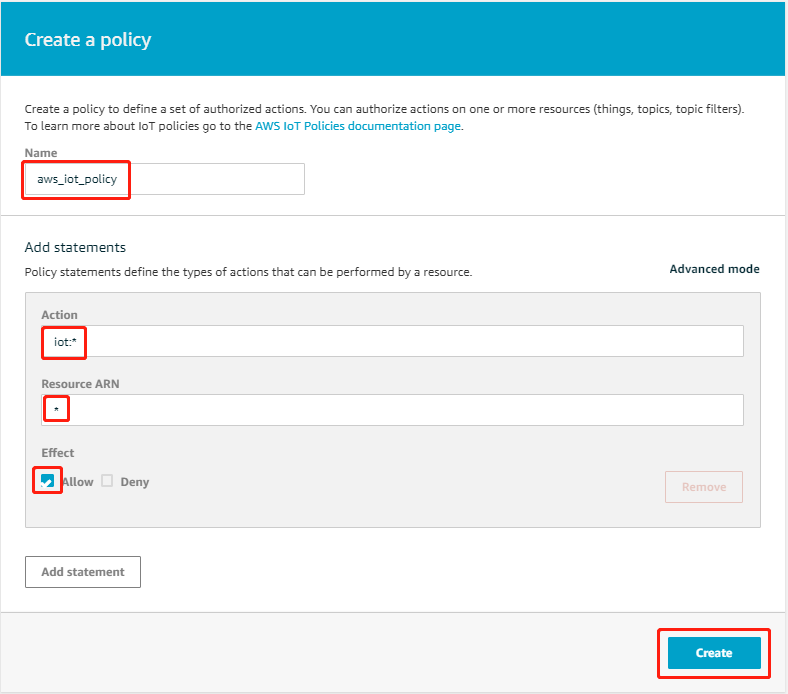 Create a policy
Create a policy to define a set of authorized actions. You can authorize actions on one or more resources (things, topics, topic filters).
To learn more about IoT policies go to the AWS IoT Policies documentation page.
Name
aws_iot_policy
Add statements
Policy statements define the types of actions that can be performed by a resource.
Advanced mode
Action
iot:*
Resource ARN
*
Effect
Allow Deny
Remove
Add statement
Create